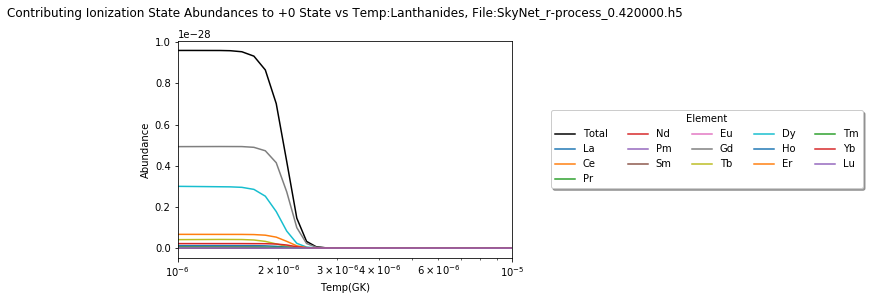 Contributing Ionization State Abundances to +0 State vs Temp:Lanthanides, File:SkyNet_r-process_0.420000.h5
1e−28
1.0
0.8
0.6
0.4
0.2
0.0
Abundance
10⁻⁶
2 × 10⁻⁶
3 × 10⁻⁶
4 × 10⁻⁶
6 × 10⁻⁶
10⁻⁵
Temp(GK)
Element
Total Nd Eu Dy Tm
La Pm Gd Ho Yb
Ce Sm Tb Er Lu
Pr